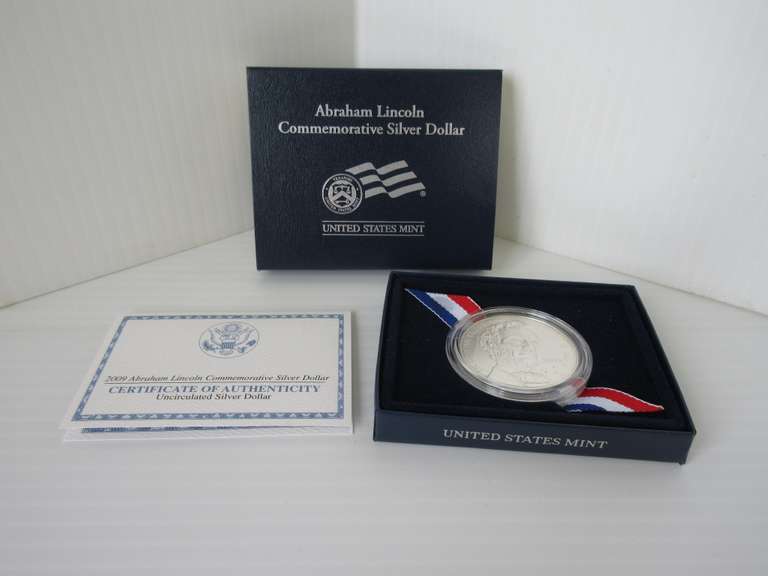 Abraham Lincoln
Commemorative Silver Dollar
UNITED STATES MINT
2009 Abraham Lincoln Commemorative Silver Dollar
CERTIFICATE OF AUTHENTICITY
Uncirculated Silver Dollar
UNITED STATES MINT